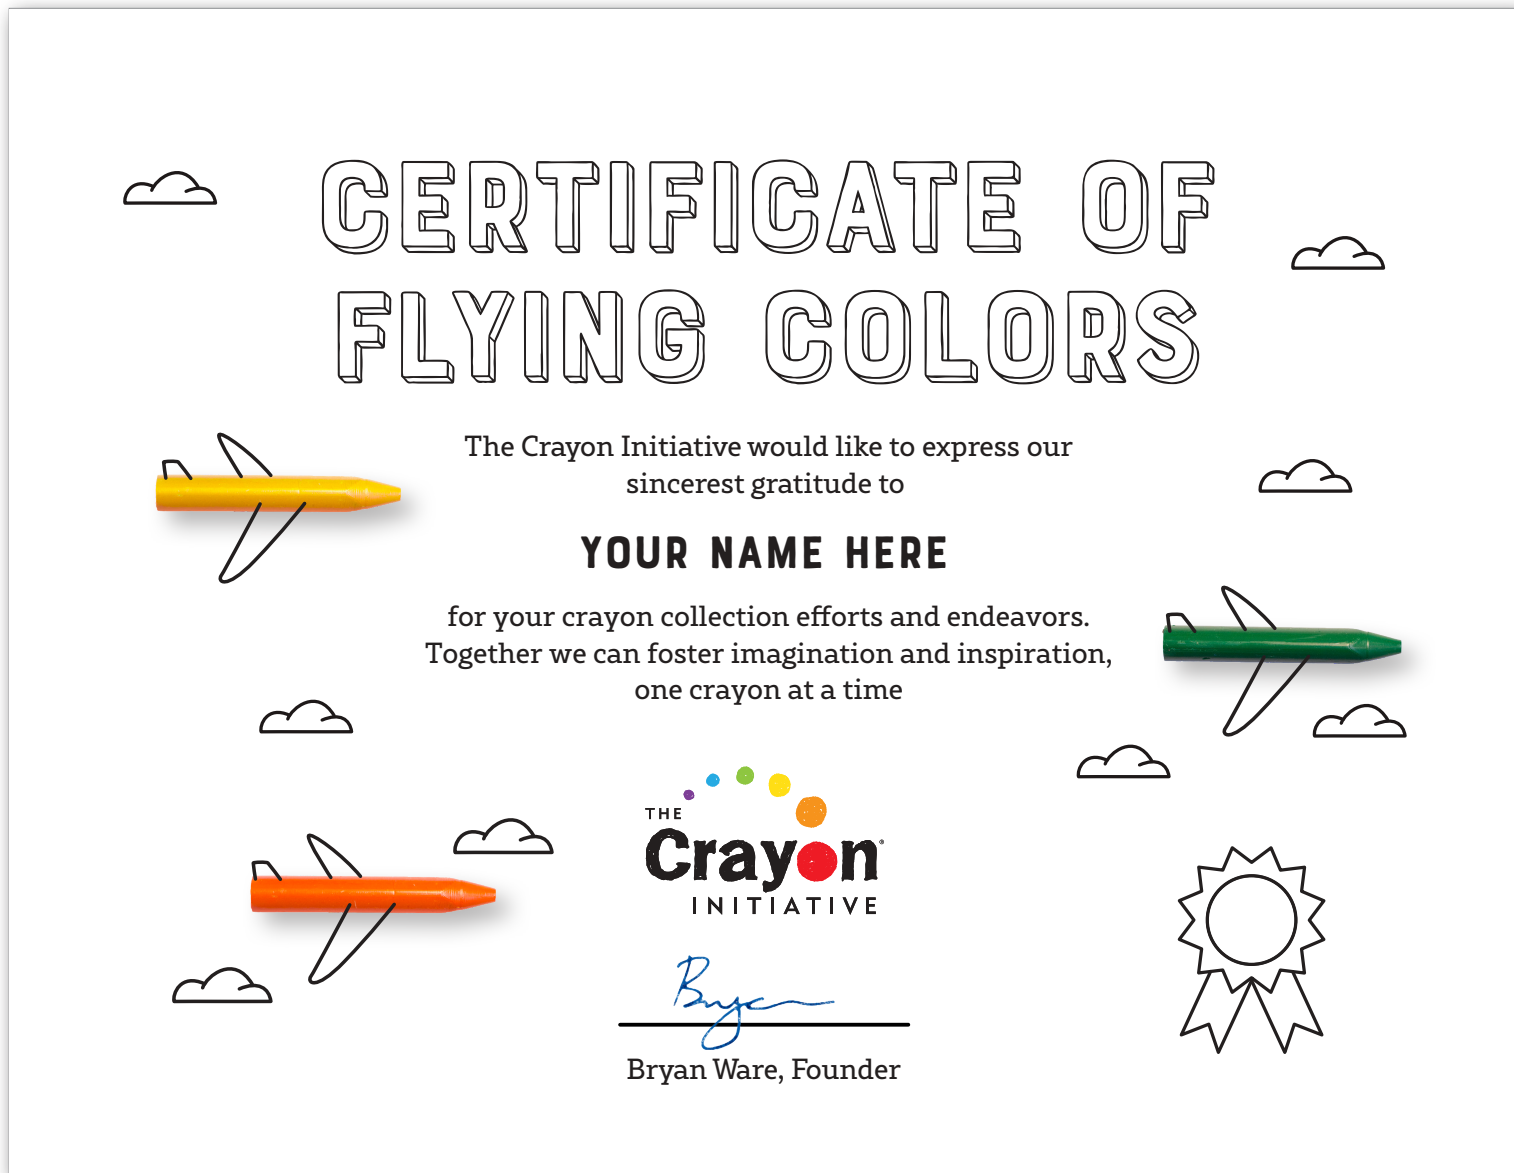 CERTIFICATE OF
FLYING COLORS
The Crayon Initiative would like to express our
sincerest gratitude to
YOUR NAME HERE
for your crayon collection efforts and endeavors.
Together we can foster imagination and inspiration,
one crayon at a time
THE
Crayon®
INITIATIVE
Bryan
Bryan Ware, Founder